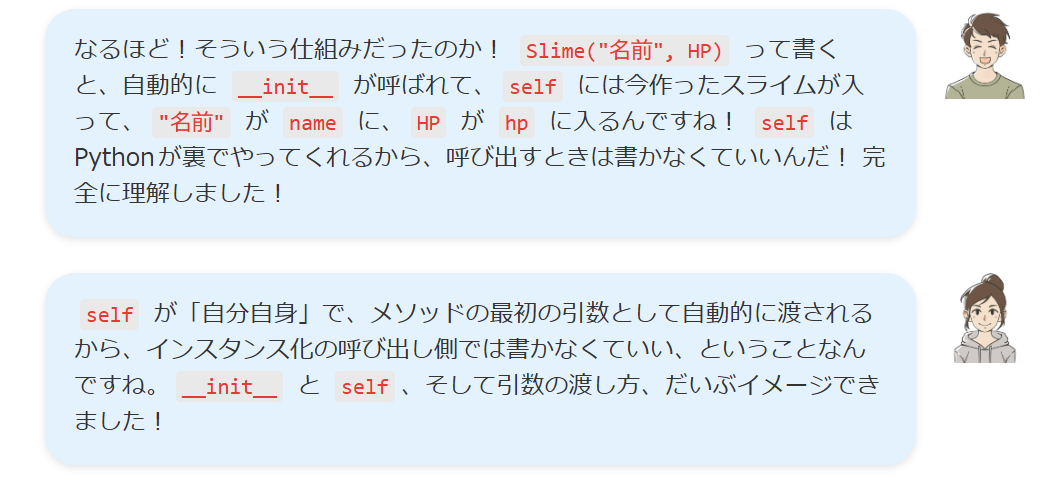 なるほど！そういう仕組みだったのか！ Slime("名前", HP) って書く
と、自動的に __init__ が呼ばれて、 self には今作ったスライムが入
って、 "名前" が name に、 HP が hp に入るんですね！ self は
Pythonが裏でやってくれるから、呼び出すときは書かなくていいんだ！ 完
全に理解しました！
self が「自分自身」で、メソッドの最初の引数として自動的に渡される
から、インスタンス化の呼び出し側では書かなくていい、ということなん
ですね。 __init__ と self 、そして引数の渡し方、だいぶイメージでき
ました！